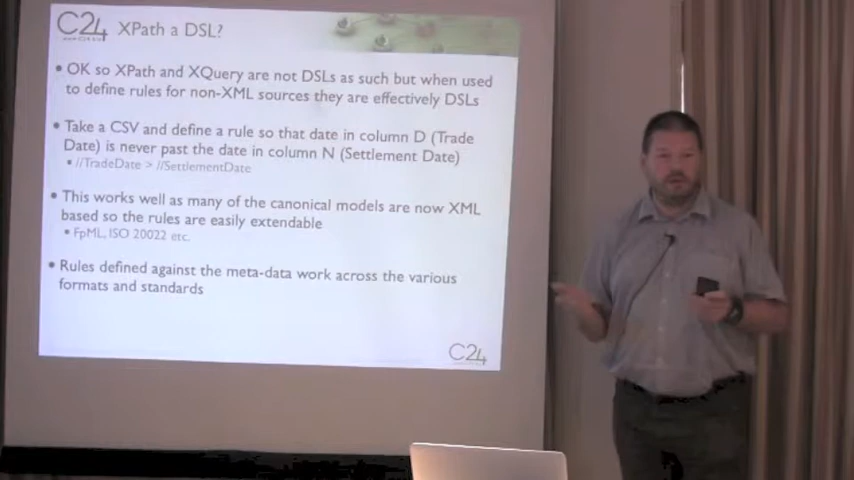 C24 XPath a DSL?
• OK so XPath and XQuery are not DSLs as such but when used
to define rules for non-XML sources they are effectively DSLs
• Take a CSV and define a rule so that date in column D (Trade
Date) is never past the date in column N (Settlement Date)
• //TradeDate > //SettlementDate
• This works well as many of the canonical models are now XML
based so the rules are easily extendable
• FpML, ISO 20022 etc.
• Rules defined against the meta-data work across the various
formats and standards
C24